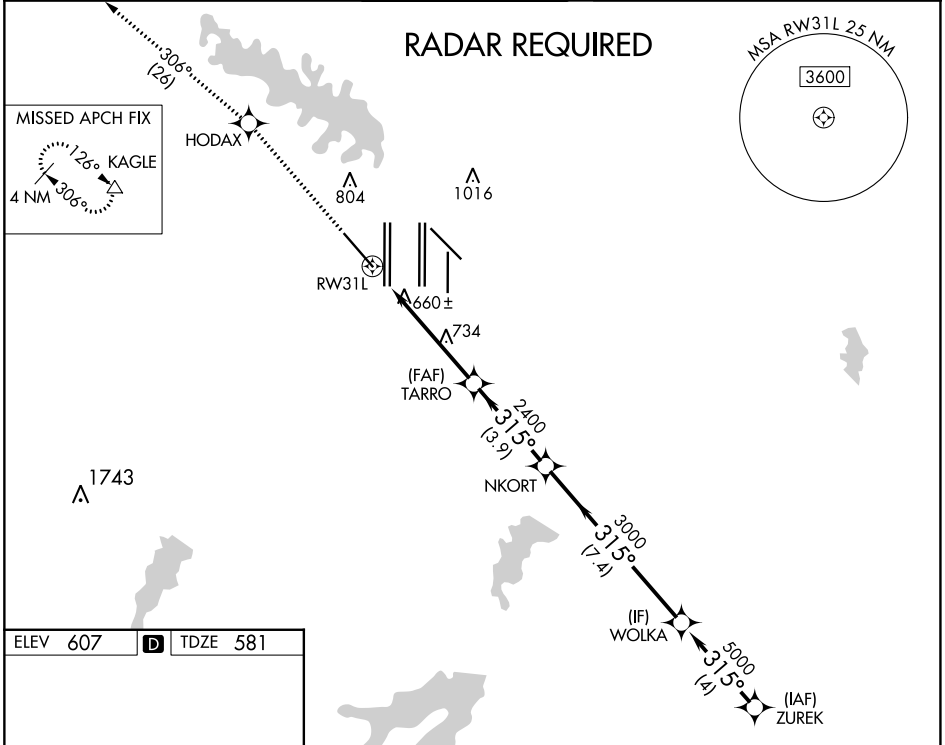 RADAR REQUIRED
MSA RW31L 25 NM
3600
306°
(26)
HODAX
MISSED APCH FIX
126°
KAGLE
4 NM
306°
804
1016
RW31L
660 ±
734
(FAF)
TARRO
2400
315°
(3.9)
NKORT
1743
3000
315°
(7.4)
(IF)
WOLKA
5000
315°
(4)
(IAF)
ZUREK
ELEV 607 D TDZE 581